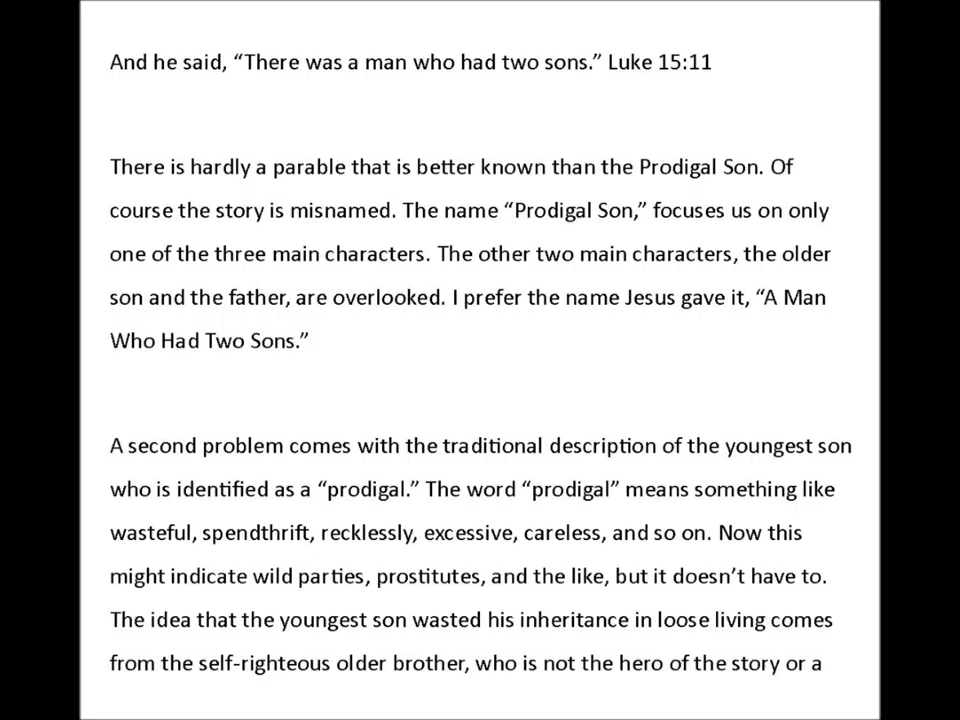 And he said, “There was a man who had two sons.” Luke 15:11
There is hardly a parable that is better known than the Prodigal Son. Of
course the story is misnamed. The name “Prodigal Son,” focuses us on only
one of the three main characters. The other two main characters, the older
son and the father, are overlooked. I prefer the name Jesus gave it, “A Man
Who Had Two Sons.”
A second problem comes with the traditional description of the youngest son
who is identified as a “prodigal.” The word “prodigal” means something like
wasteful, spendthrift, recklessly, excessive, careless, and so on. Now this
might indicate wild parties, prostitutes, and the like, but it doesn’t have to.
The idea that the youngest son wasted his inheritance in loose living comes
from the self-righteous older brother, who is not the hero of the story or a